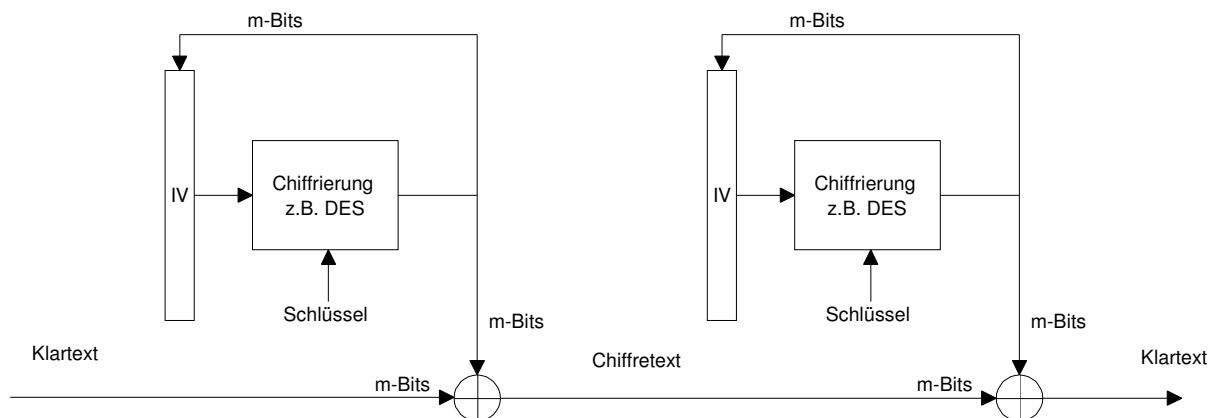 m-Bits
m-Bits
IV
Chiffrierung
z.B. DES
IV
Chiffrierung
z.B. DES
Schlüssel
Schlüssel
m-Bits
m-Bits
Klartext
Chiffretext
Klartext
m-Bits
m-Bits